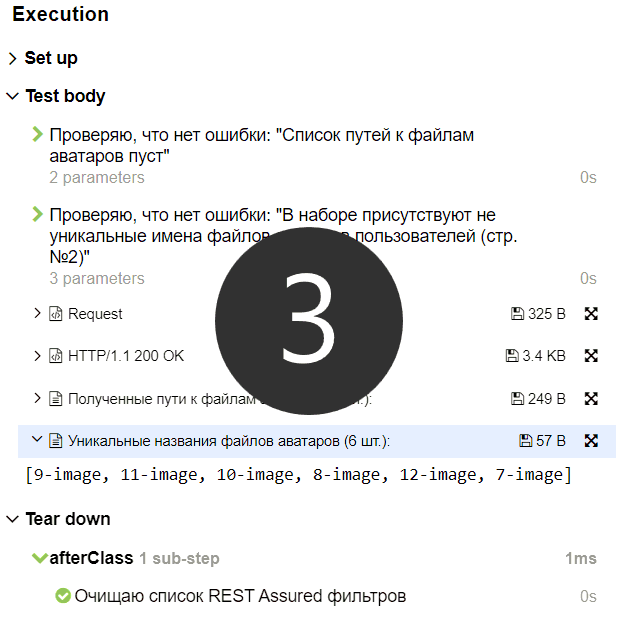 Execution
Set up
Test body
Проверяю, что нет ошибки: "Список путей к файлам
аватаров пуст"
2 parameters 0s
Проверяю, что нет ошибки: "В наборе присутствуют не
уникальные имена файлов пользователей (стр.
№2)"
3 parameters 0s
3
Request 325 B
HTTP/1.1 200 OK 3.4 KB
Полученные пути к файлам 249 B
Уникальные названия файлов аватаров (6 шт.): 57 B
[9-image, 11-image, 10-image, 8-image, 12-image, 7-image]
Tear down
afterClass 1 sub-step 1ms
Очищаю список REST Assured фильтров 0s